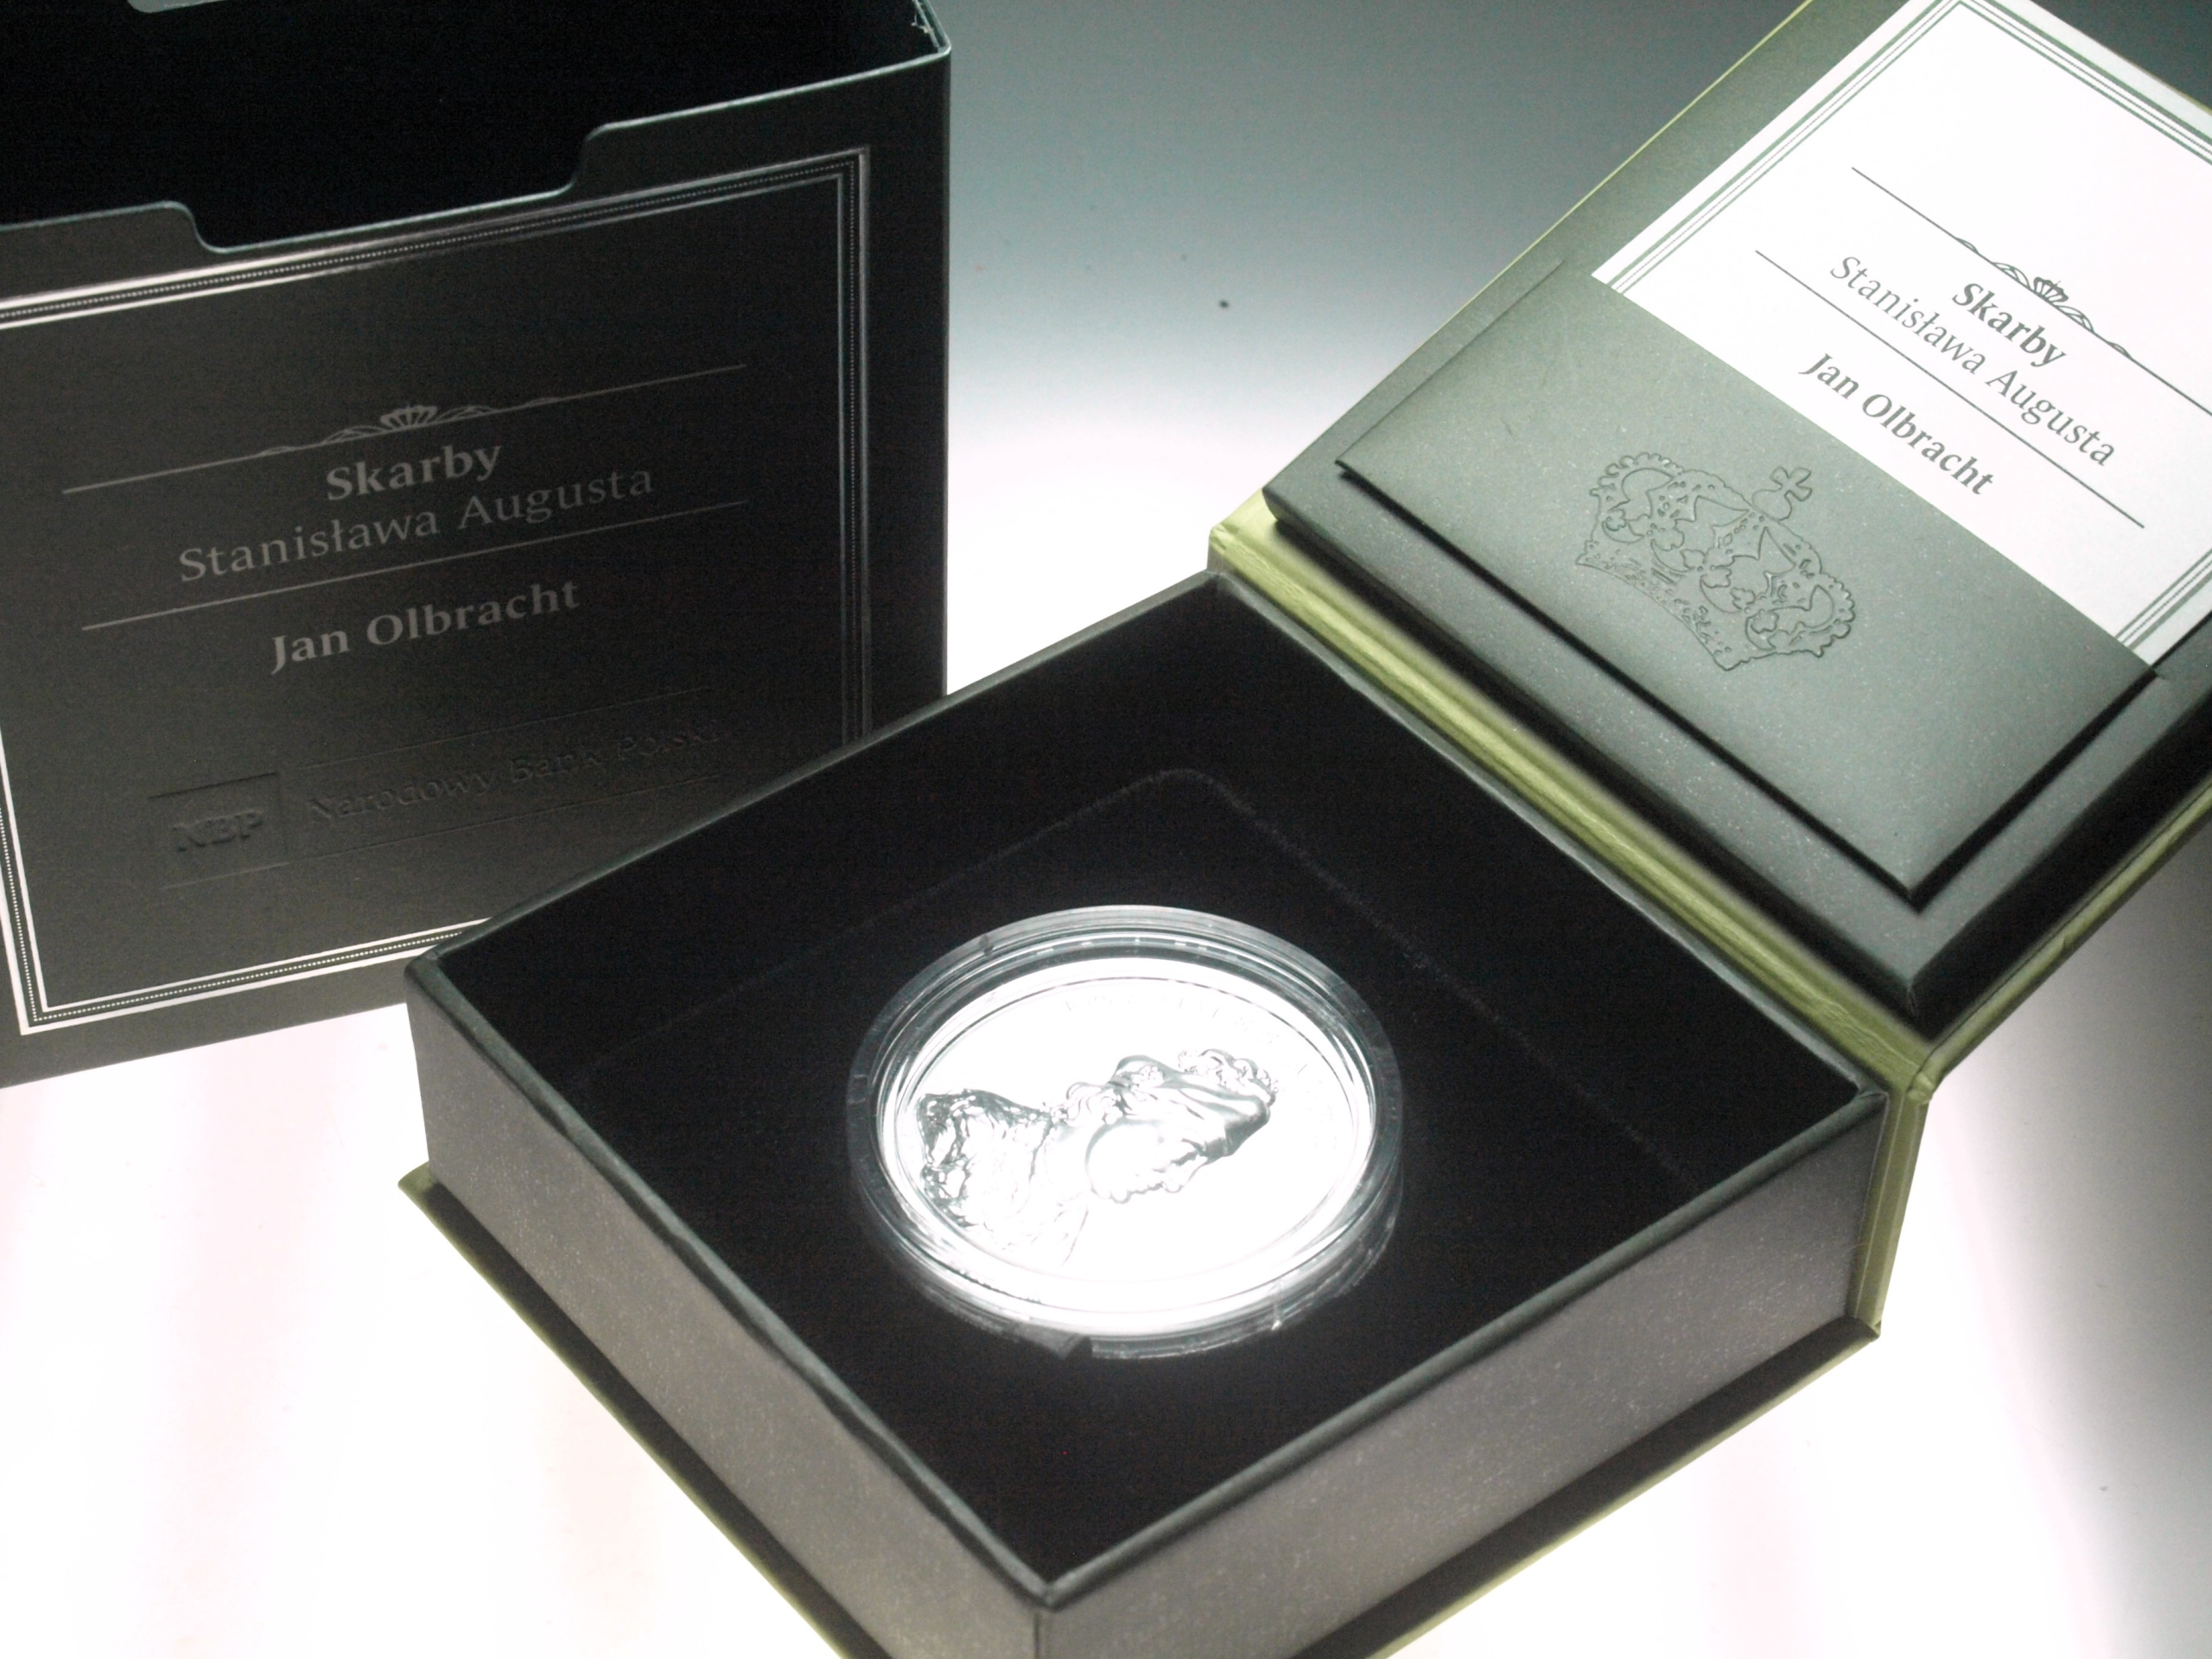 Skarby
Stanisława Augusta
Jan Olbracht
NBP Narodowy Bank Polski
Skarby
Stanisława Augusta
Jan Olbracht